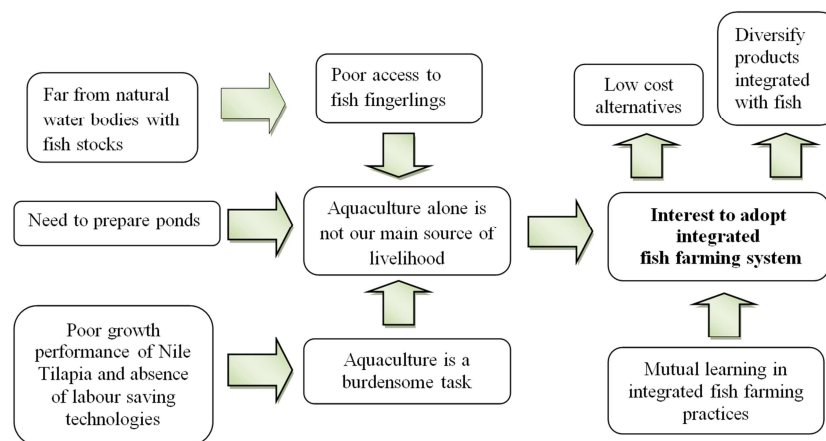 Far from natural
water bodies with
fish stocks
Poor access to
fish fingerlings
Low cost
alternatives
Diversify
products
integrated
with fish
Need to prepare ponds
Aquaculture alone is
not our main source of
livelihood
Interest to adopt
integrated
fish farming system
Poor growth
performance of Nile
Tilapia and absence
of labour saving
technologies
Aquaculture is a
burdensome task
Mutual learning in
integrated fish farming
practices